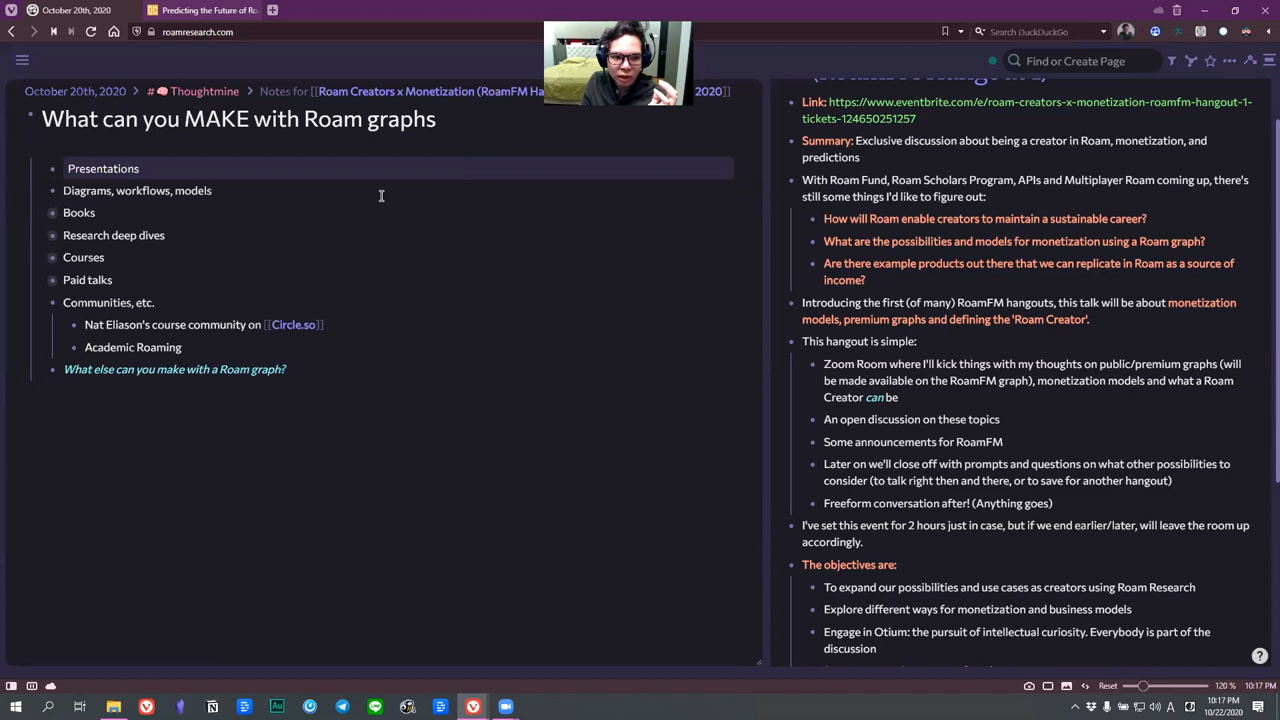 October 20th, 2020
Predicting the Future of Ro
roamresearch.com
Search DuckDuckGo
Find or Create Page
October 20th, 2020 > #🧠 Thoughtmine > Notes for [[Roam Creators x Monetization (RoamFM Ha
2020]]
What can you MAKE with Roam graphs
Presentations
Diagrams, workflows, models
Books
Research deep dives
Courses
Paid talks
Communities, etc.
Nat Eliason's course community on [[Circle.so]]
Academic Roaming
What else can you make with a Roam graph?
Link: https://www.eventbrite.com/e/roam-creators-x-monetization-roamfm-hangout-1-
tickets-124650251257
Summary: Exclusive discussion about being a creator in Roam, monetization, and
predictions
With Roam Fund, Roam Scholars Program, APIs and Multiplayer Roam coming up, there's
still some things I'd like to figure out:
How will Roam enable creators to maintain a sustainable career?
What are the possibilities and models for monetization using a Roam graph?
Are there example products out there that we can replicate in Roam as a source of
income?
Introducing the first (of many) RoamFM hangouts, this talk will be about monetization
models, premium graphs and defining the 'Roam Creator'.
This hangout is simple:
Zoom Room where I'll kick things with my thoughts on public/premium graphs (will
be made available on the RoamFM graph), monetization models and what a Roam
Creator can be
An open discussion on these topics
Some announcements for RoamFM
Later on we'll close off with prompts and questions on what other possibilities to
consider (to talk right then and there, or to save for another hangout)
Freeform conversation after! (Anything goes)
I've set this event for 2 hours just in case, but if we end earlier/later, will leave the room up
accordingly.
The objectives are:
To expand our possibilities and use cases as creators using Roam Research
Explore different ways for monetization and business models
Engage in Otium: the pursuit of intellectual curiosity. Everybody is part of the
discussion
Reset
120 %
10:17 PM
10:17 PM
10/22/2020